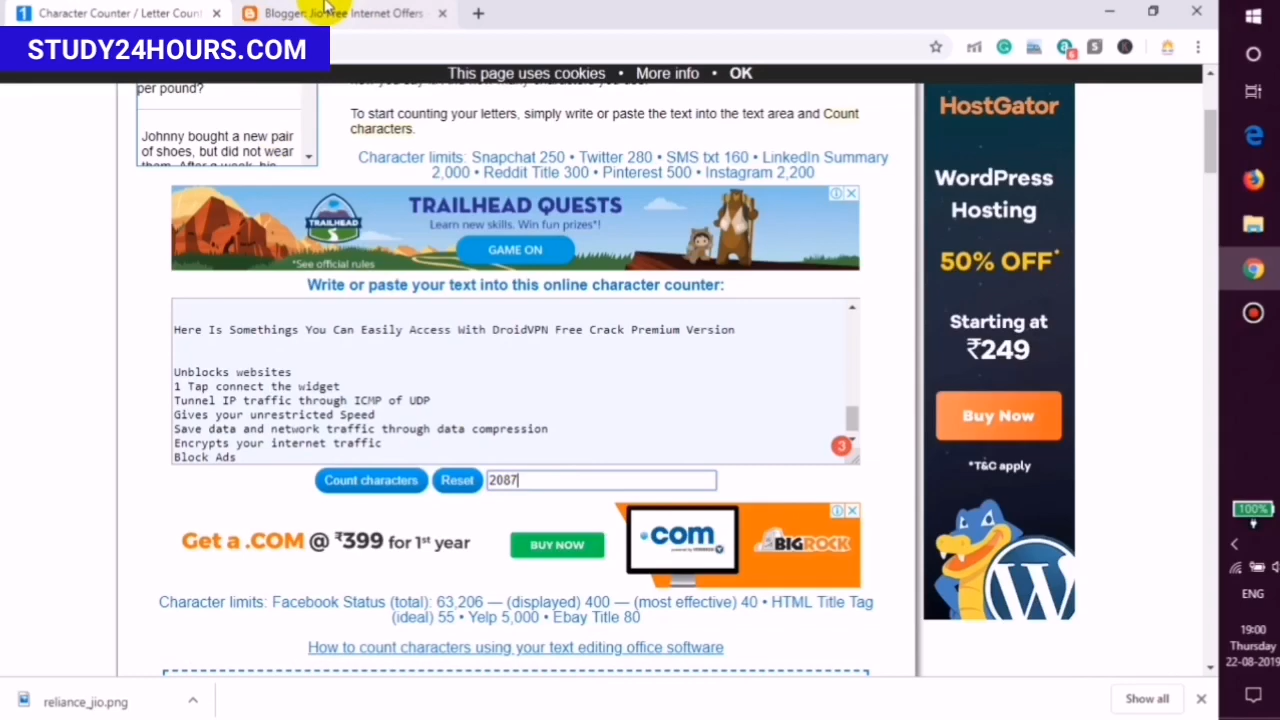 Character Counter / Letter Coun
Blogger: Jio Free Internet Offers -
STUDY24HOURS.COM
This page uses cookies • More info • OK
per pound?
Johnny bought a new pair
of shoes, but did not wear
To start counting your letters, simply write or paste the text into the text area and Count
characters.
Character limits: Snapchat 250 • Twitter 280 • SMS txt 160 • LinkedIn Summary
2,000 • Reddit Title 300 • Pinterest 500 • Instagram 2,200
TRAILHEAD
TRAILHEAD QUESTS
Learn new skills. Win fun prizes*!
GAME ON
*See official rules
Write or paste your text into this online character counter:
Here Is Somethings You Can Easily Access With DroidVPN Free Crack Premium Version
Unblocks websites
1 Tap connect the widget
Tunnel IP traffic through ICMP of UDP
Gives your unrestricted Speed
Save data and network traffic through data compression
Encrypts your internet traffic
Block Ads
3
Count characters
Reset
2087
Get a .COM @ ₹399 for 1st year
BUY NOW
.com
BIGROCK
Character limits: Facebook Status (total): 63,206 — (displayed) 400 — (most effective) 40 • HTML Title Tag
(ideal) 55 • Yelp 5,000 • Ebay Title 80
How to count characters using your text editing office software
HostGator
WordPress
Hosting
50% OFF*
Starting at
₹249
Buy Now
*T&C apply
reliance_jio.png
Show all
100%
ENG
19:00
Thursday
22-08-2019